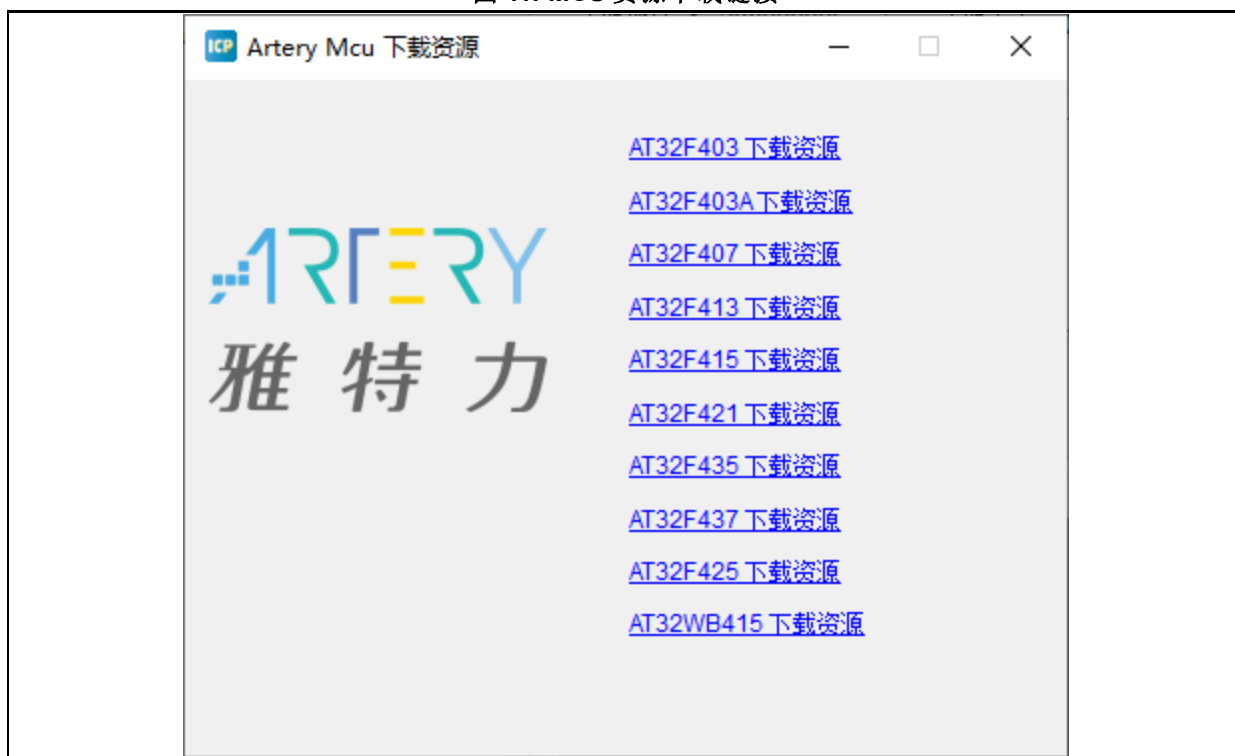 ICP Artery Mcu 下载资源
ARTERY
雅特力
AT32F403 下载资源
AT32F403A 下载资源
AT32F407 下载资源
AT32F413 下载资源
AT32F415 下载资源
AT32F421 下载资源
AT32F435 下载资源
AT32F437 下载资源
AT32F425 下载资源
AT32WB415 下载资源